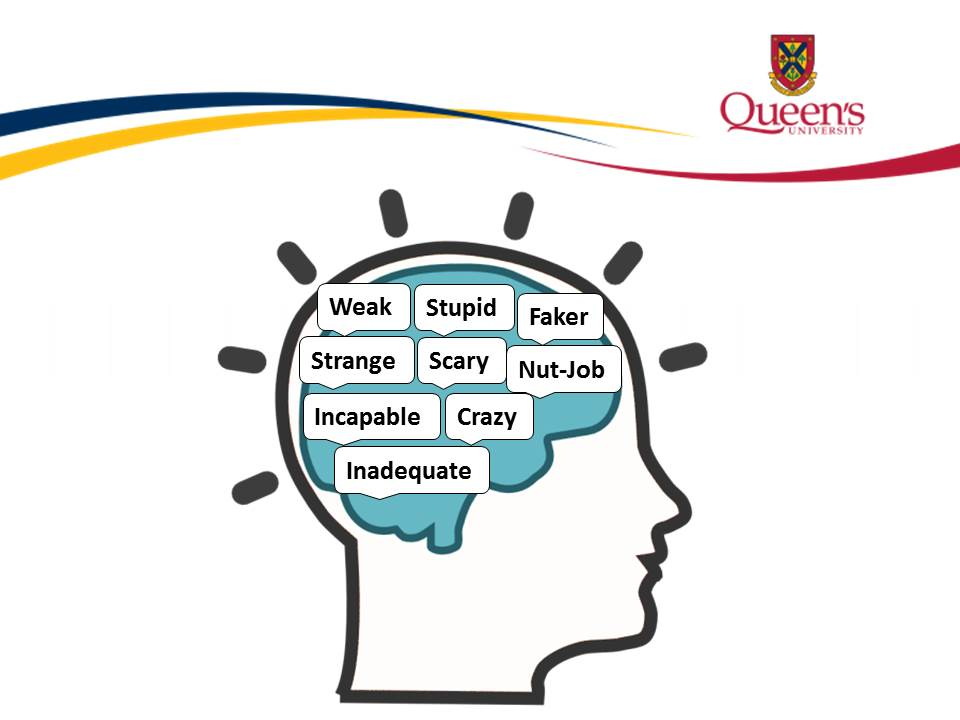 Queen's
UNIVERSITY
Weak
Stupid
Faker
Strange
Scary
Nut-Job
Incapable
Crazy
Inadequate